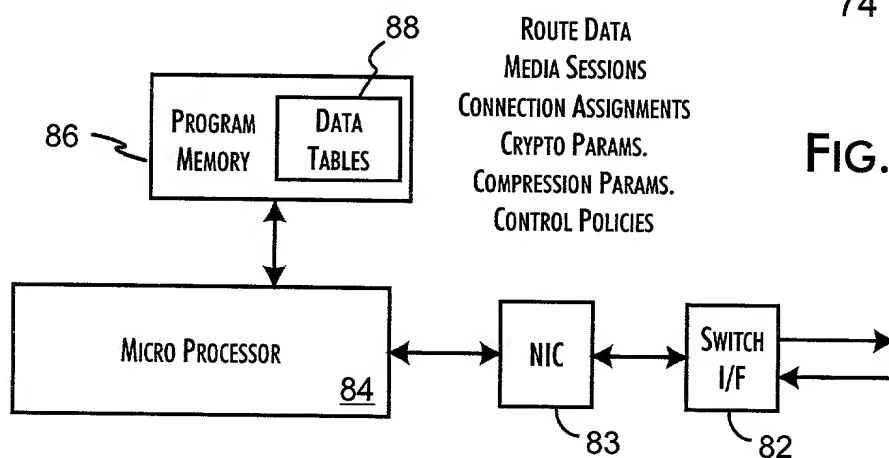 74
88
ROUTE DATA
MEDIA SESSIONS
CONNECTION ASSIGNMENTS
CRYPTO PARAMS.
COMPRESSION PARAMS.
CONTROL POLICIES
FIG.
86
PROGRAM
MEMORY
DATA
TABLES
MICRO PROCESSOR
84
NIC
83
SWITCH
I/F
82